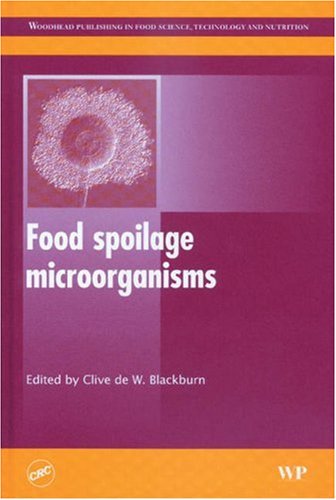 WOODHEAD PUBLISHING IN FOOD SCIENCE, TECHNOLOGY AND NUTRITION
Food spoilage
microorganisms
Edited by Clive de W. Blackburn
CRC
WP